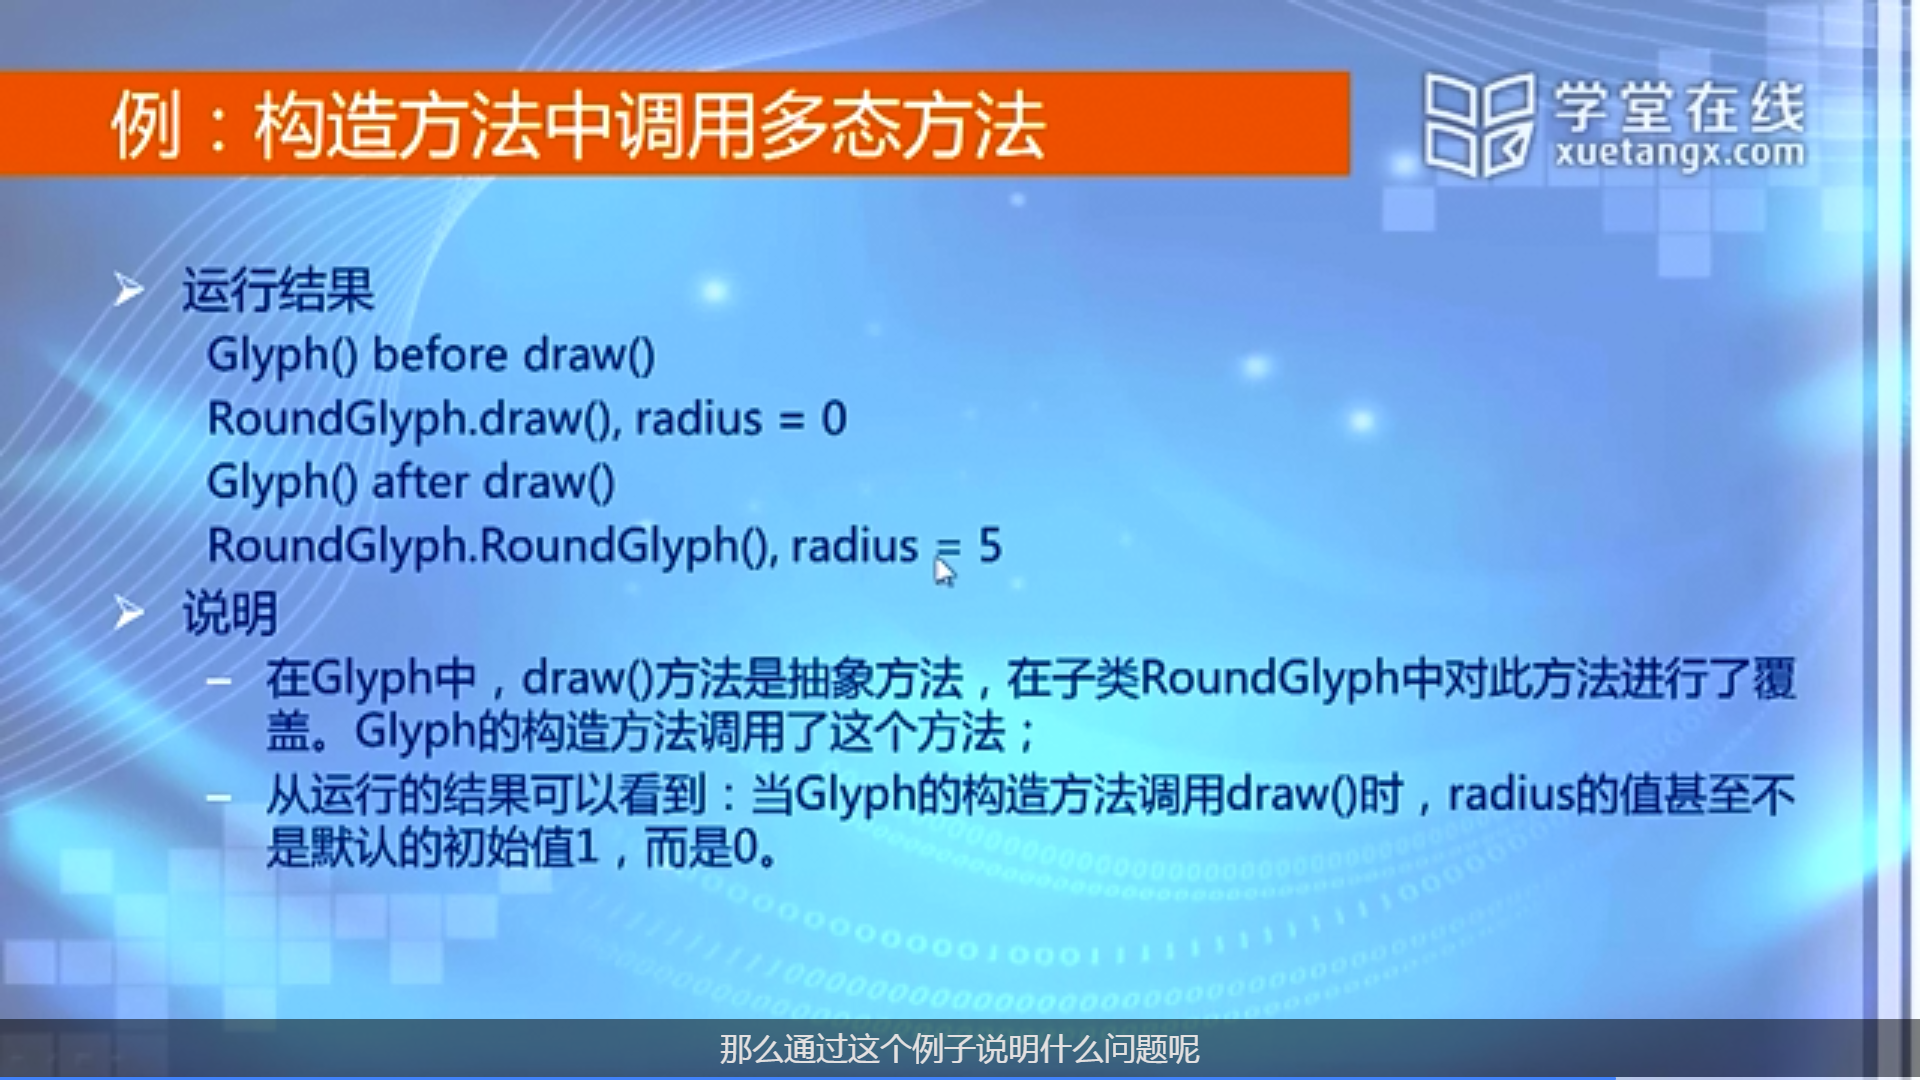 例：构造方法中调用多态方法
学堂在线
xuetangx.com
运行结果
Glyph() before draw()
RoundGlyph.draw(), radius = 0
Glyph() after draw()
RoundGlyph.RoundGlyph(), radius = 5
说明
– 在Glyph中，draw()方法是抽象方法，在子类RoundGlyph中对此方法进行了覆
盖。Glyph的构造方法调用了这个方法；
– 从运行的结果可以看到：当Glyph的构造方法调用draw()时，radius的值甚至不
是默认的初始值1，而是0。
那么通过这个例子说明什么问题呢